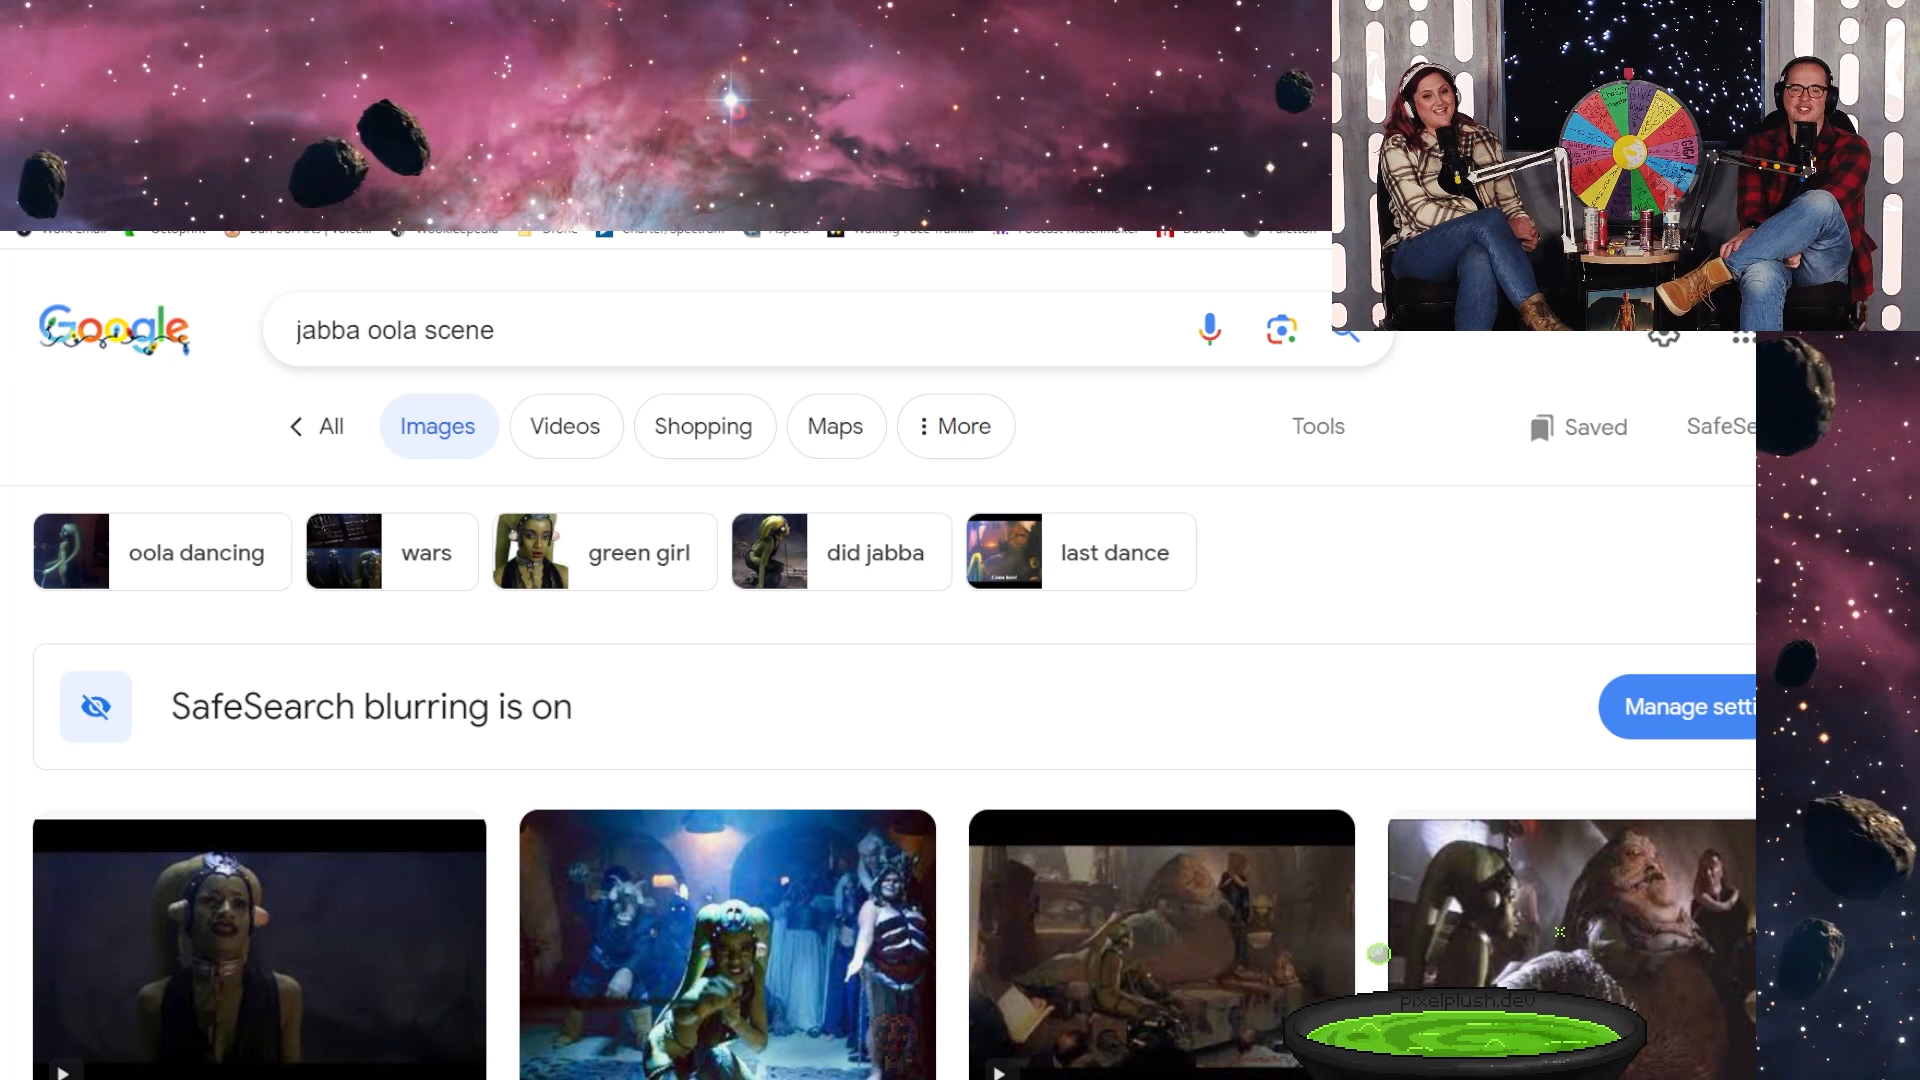 Google
jabba oola scene
All
Images
Videos
Shopping
Maps
More
Tools
Saved
SafeSe
oola dancing
wars
green girl
did jabba
last dance
SafeSearch blurring is on
Manage setti
pixelplush.dev